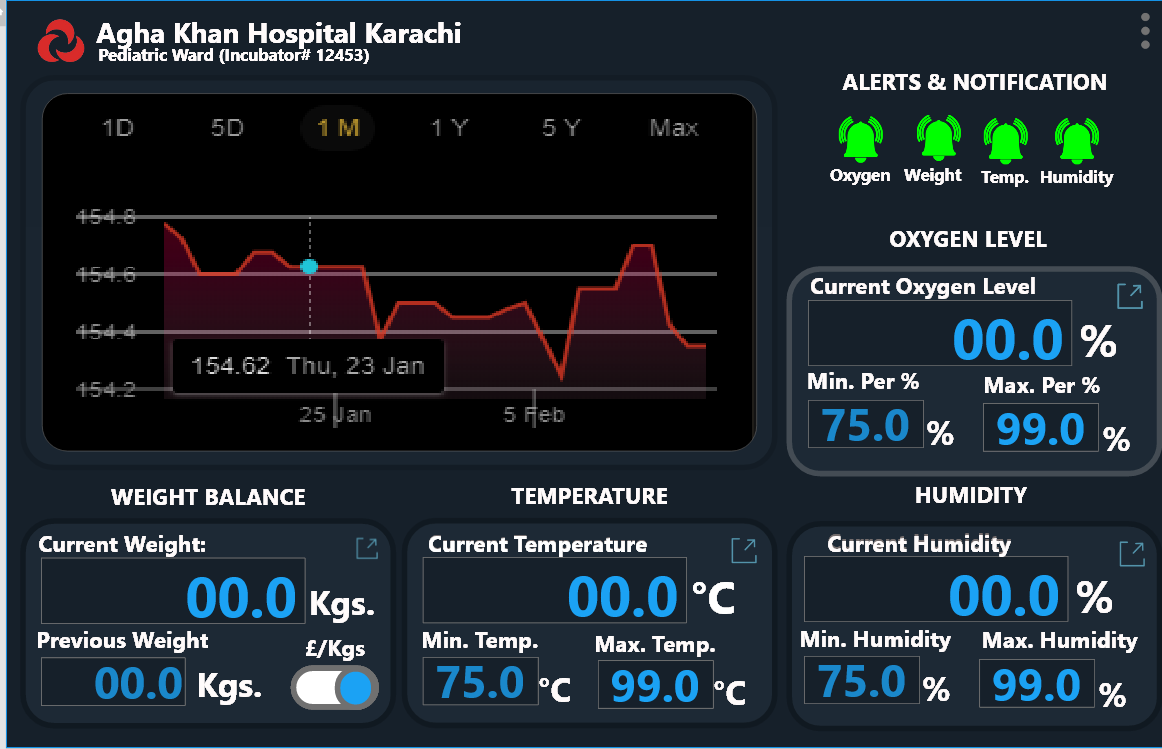 Agha Khan Hospital Karachi
Pediatric Ward (Incubator# 12453)
1D 5D 1 M 1 Y 5 Y Max
154.8
154.6
154.4
154.2
154.62 Thu, 23 Jan
25 Jan 5 Feb
ALERTS & NOTIFICATION
Oxygen Weight Temp. Humidity
OXYGEN LEVEL
Current Oxygen Level
00.0 %
Min. Per % Max. Per %
75.0 % 99.0 %
WEIGHT BALANCE
Current Weight:
00.0 Kgs.
Previous Weight £/Kgs
00.0 Kgs.
TEMPERATURE
Current Temperature
00.0 °C
Min. Temp. Max. Temp.
75.0 °C 99.0 °C
HUMIDITY
Current Humidity
00.0 %
Min. Humidity Max. Humidity
75.0 % 99.0 %